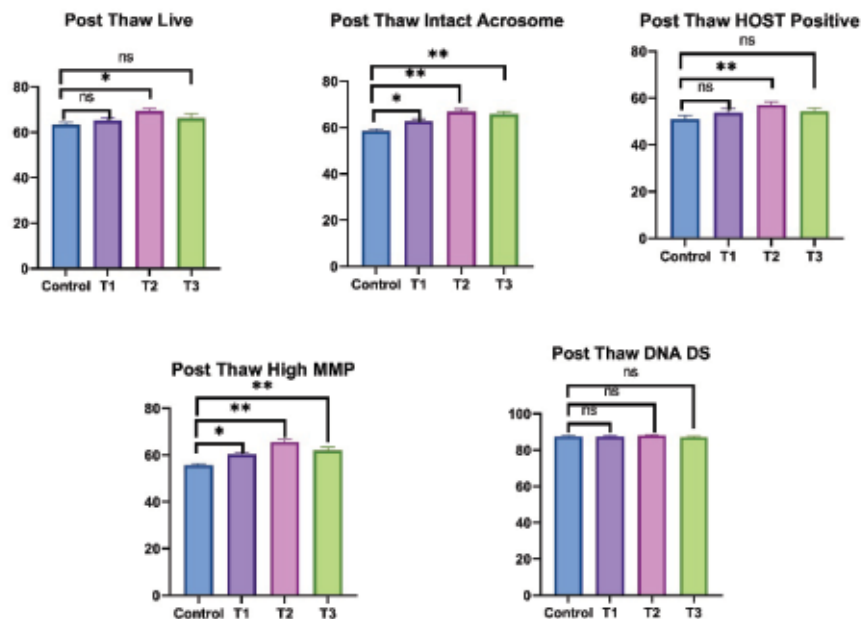 Post Thaw Live
ns
*
ns
80
60
40
20
0
Control T1 T2 T3
Post Thaw Intact Acrosome
**
**
*
80
60
40
20
0
Control T1 T2 T3
Post Thaw HOST Positive
ns
**
ns
80
60
40
20
0
Control T1 T2 T3
Post Thaw High MMP
**
**
*
80
60
40
20
0
Control T1 T2 T3
Post Thaw DNA DS
ns
ns
ns
100
80
60
40
20
0
Control T1 T2 T3